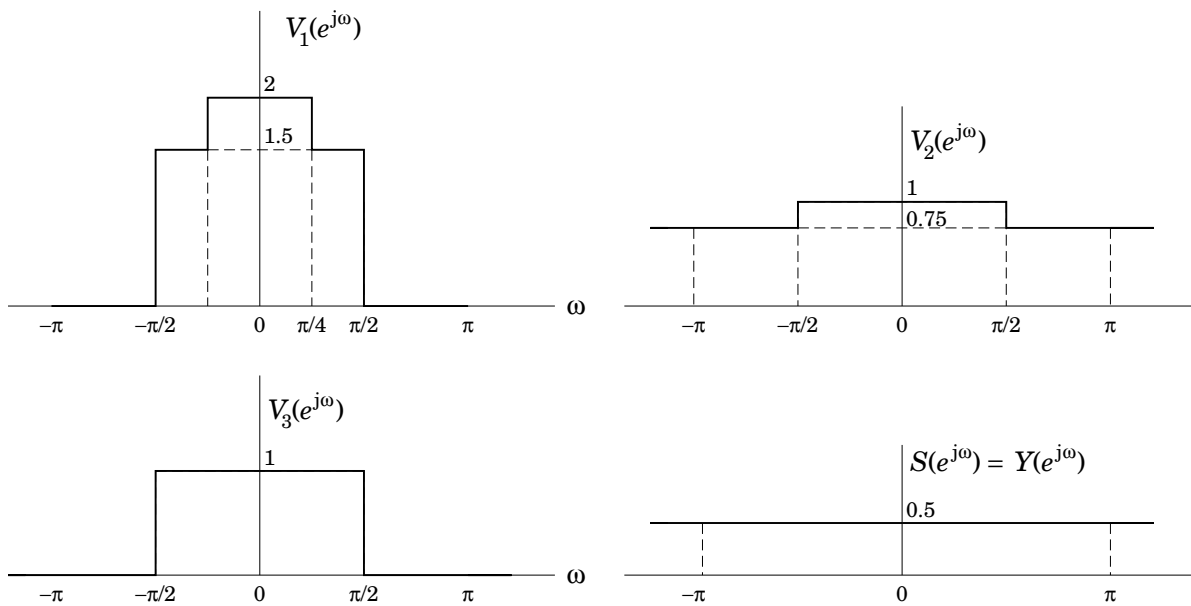 V₁(e^{jω})
2
1.5
−π −π/2 0 π/4 π/2 π ω
V₂(e^{jω})
1
0.75
−π −π/2 0 π/2 π
V₃(e^{jω})
1
−π −π/2 0 π/2 π ω
S(e^{jω}) = Y(e^{jω})
0.5
−π 0 π